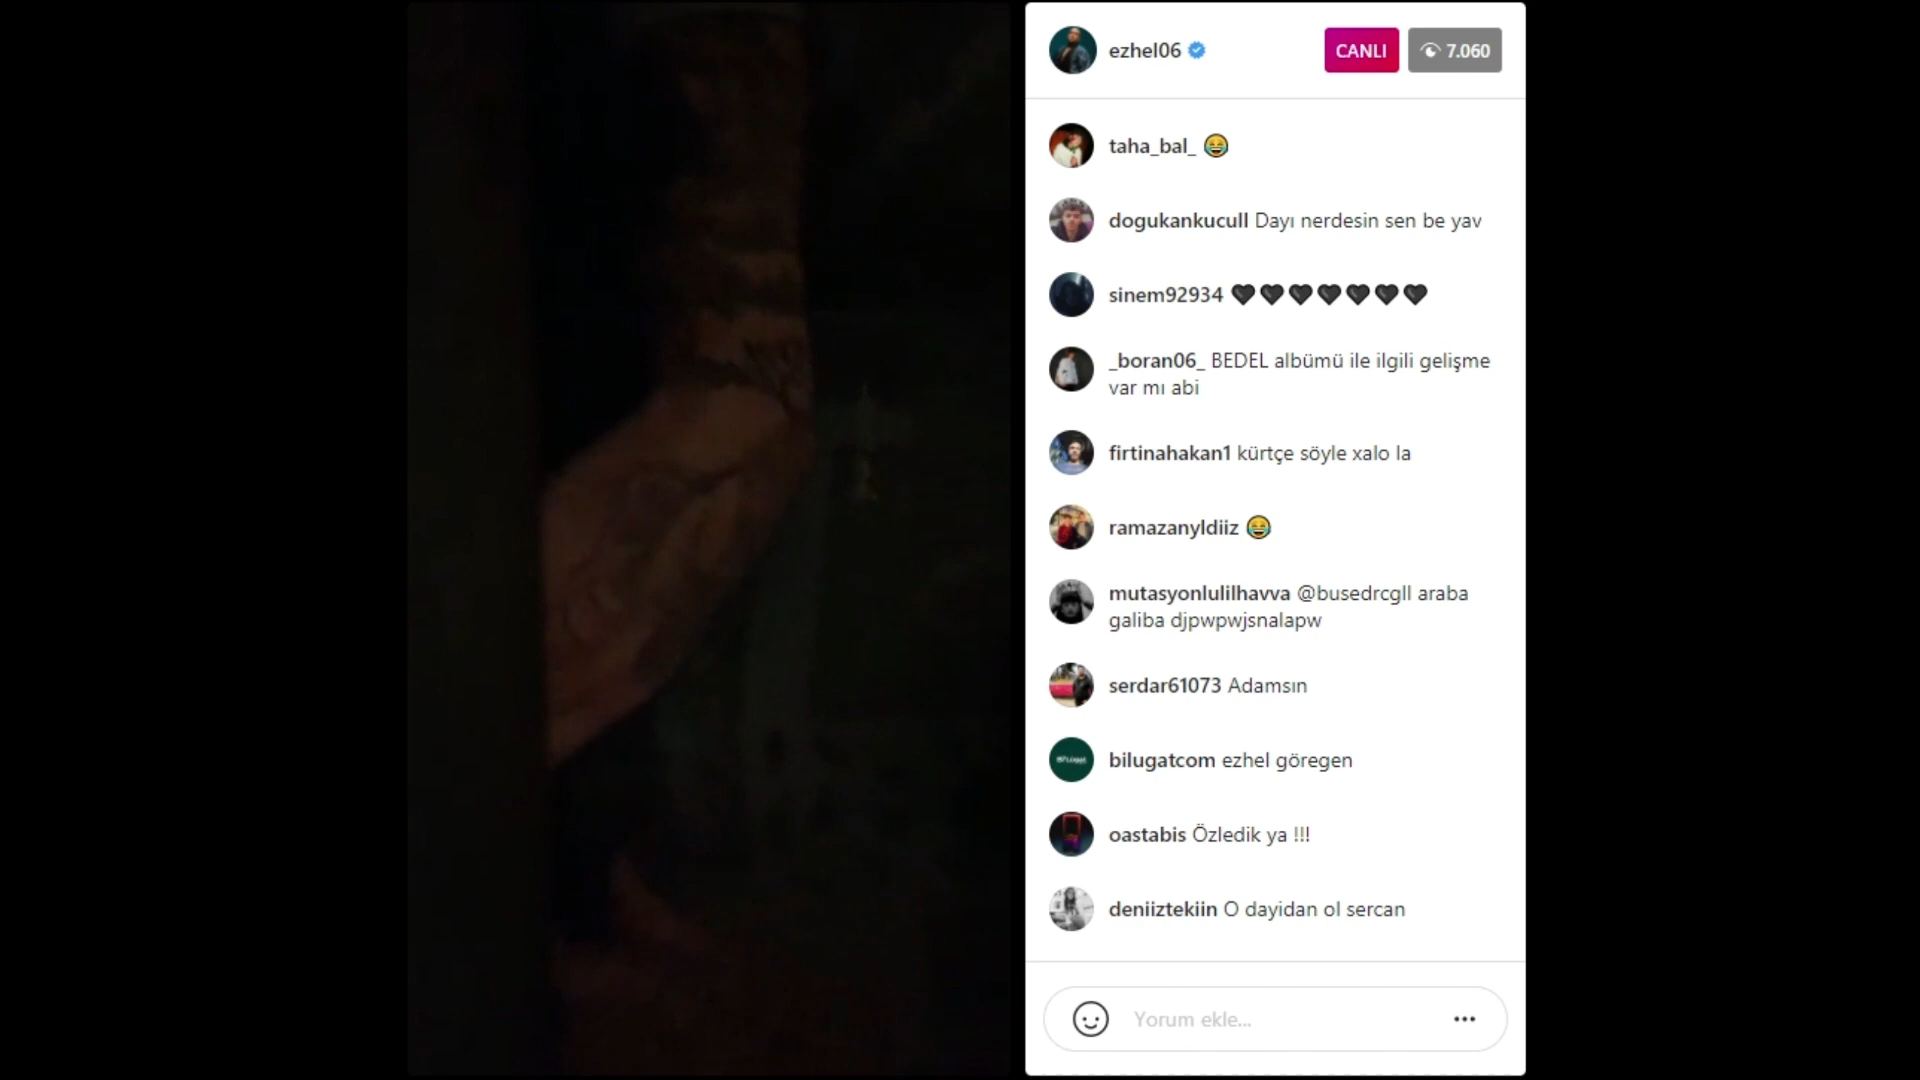 ezhel06
CANLI
7.060
taha_bal_ 😂
dogukankucull Dayı nerdesin sen be yav
sinem92934 🖤🖤🖤🖤🖤🖤🖤
_boran06_ BEDEL albümü ile ilgili gelişme
var mı abi
firtinahakan1 kürtçe söyle xalo la
ramazanyldiiz 😂
mutasyonlulilhavva @busedrcgll araba
galiba djpwpwjsnalapw
serdar61073 Adamsın
bilugatcom ezhel göregen
oastabis Özledik ya !!!
deniiztekiin O dayidan ol sercan
Yorum ekle...